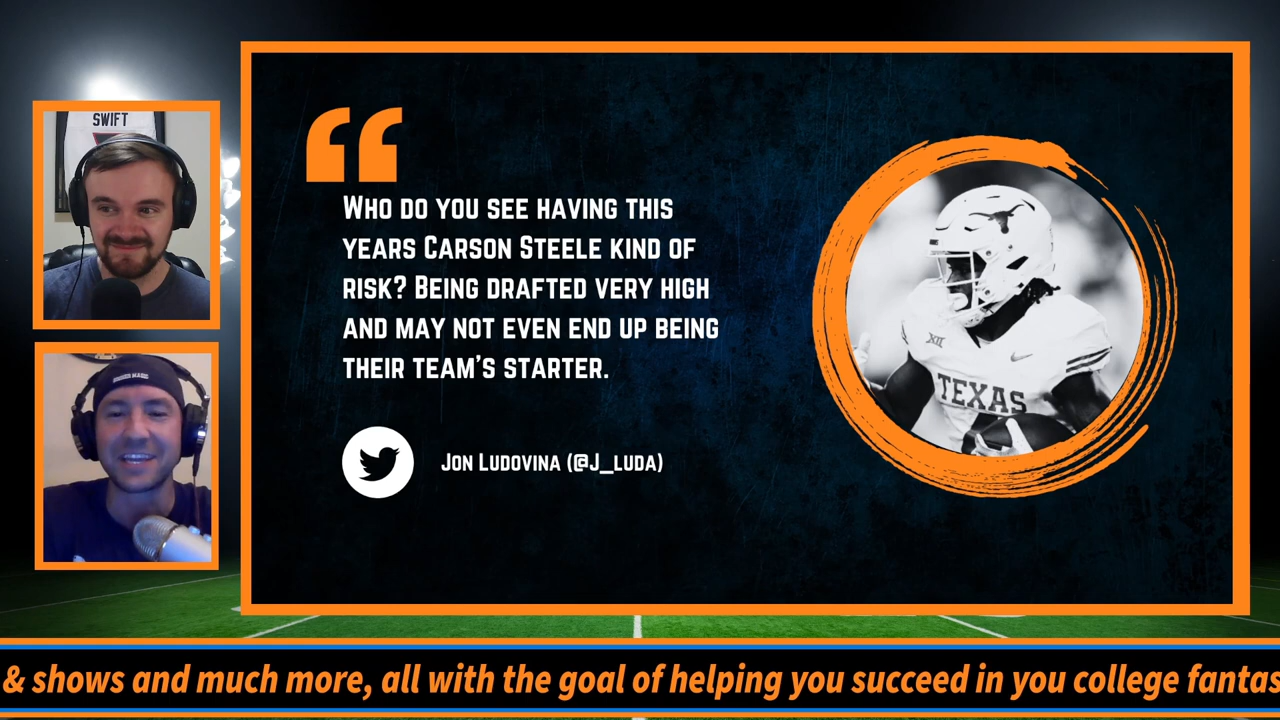 SWIFT
Who do you see having this
years Carson Steele kind of
risk? Being drafted very high
and may not even end up being
their team's starter.
Jon Ludovina (@J_luda)
XII
TEXAS
& shows and much more, all with the goal of helping you succeed in you college fantas